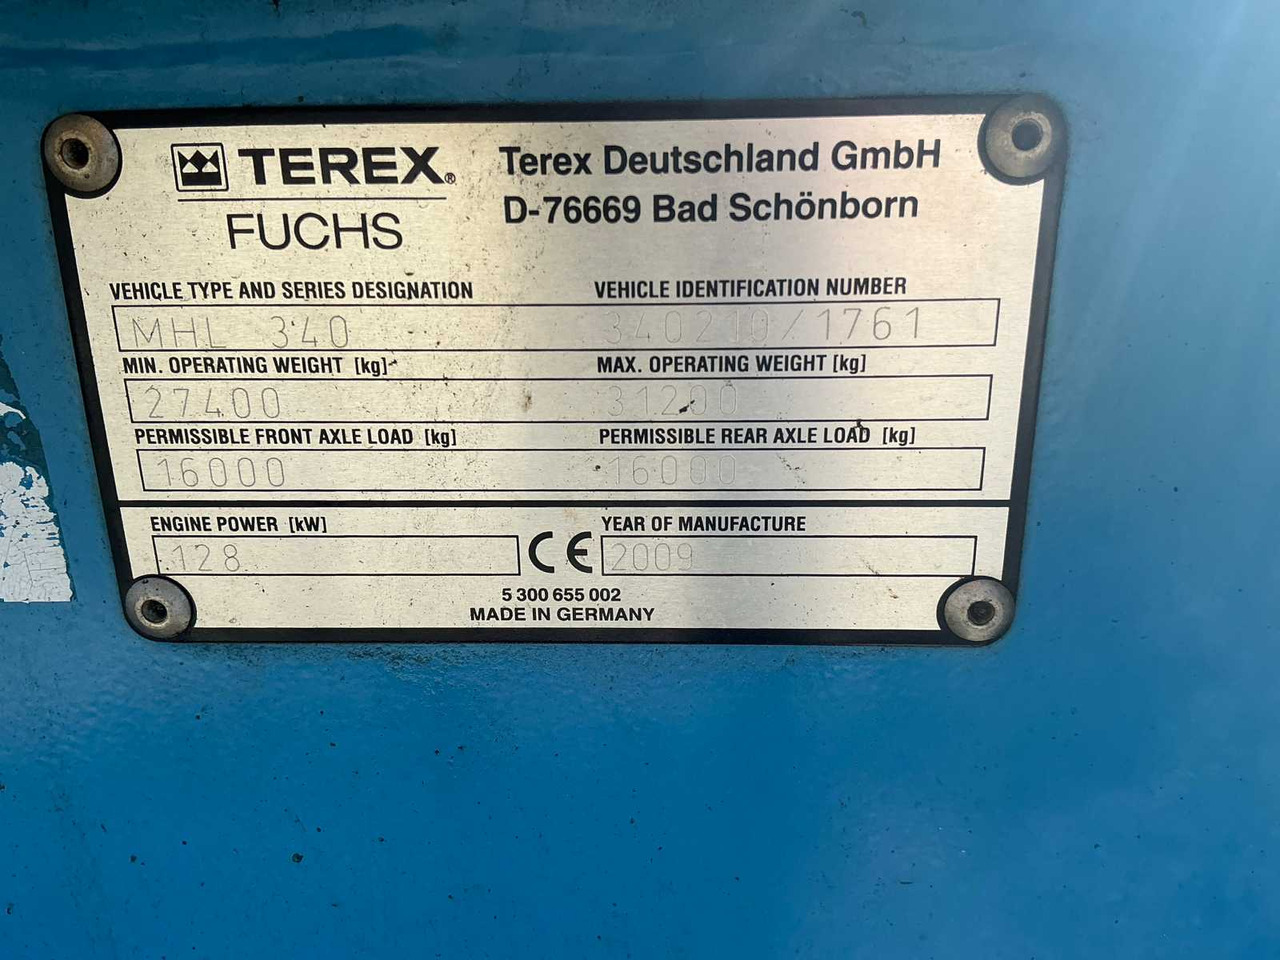 TEREX® Terex Deutschland GmbH
FUCHS D-76669 Bad Schönborn
VEHICLE TYPE AND SERIES DESIGNATION VEHICLE IDENTIFICATION NUMBER
MHL 340 340210/1761
MIN. OPERATING WEIGHT [kg] MAX. OPERATING WEIGHT [kg]
27400 31200
PERMISSIBLE FRONT AXLE LOAD [kg] PERMISSIBLE REAR AXLE LOAD [kg]
16000 16000
ENGINE POWER [kW] YEAR OF MANUFACTURE
128 CE 2009
5 300 655 002
MADE IN GERMANY